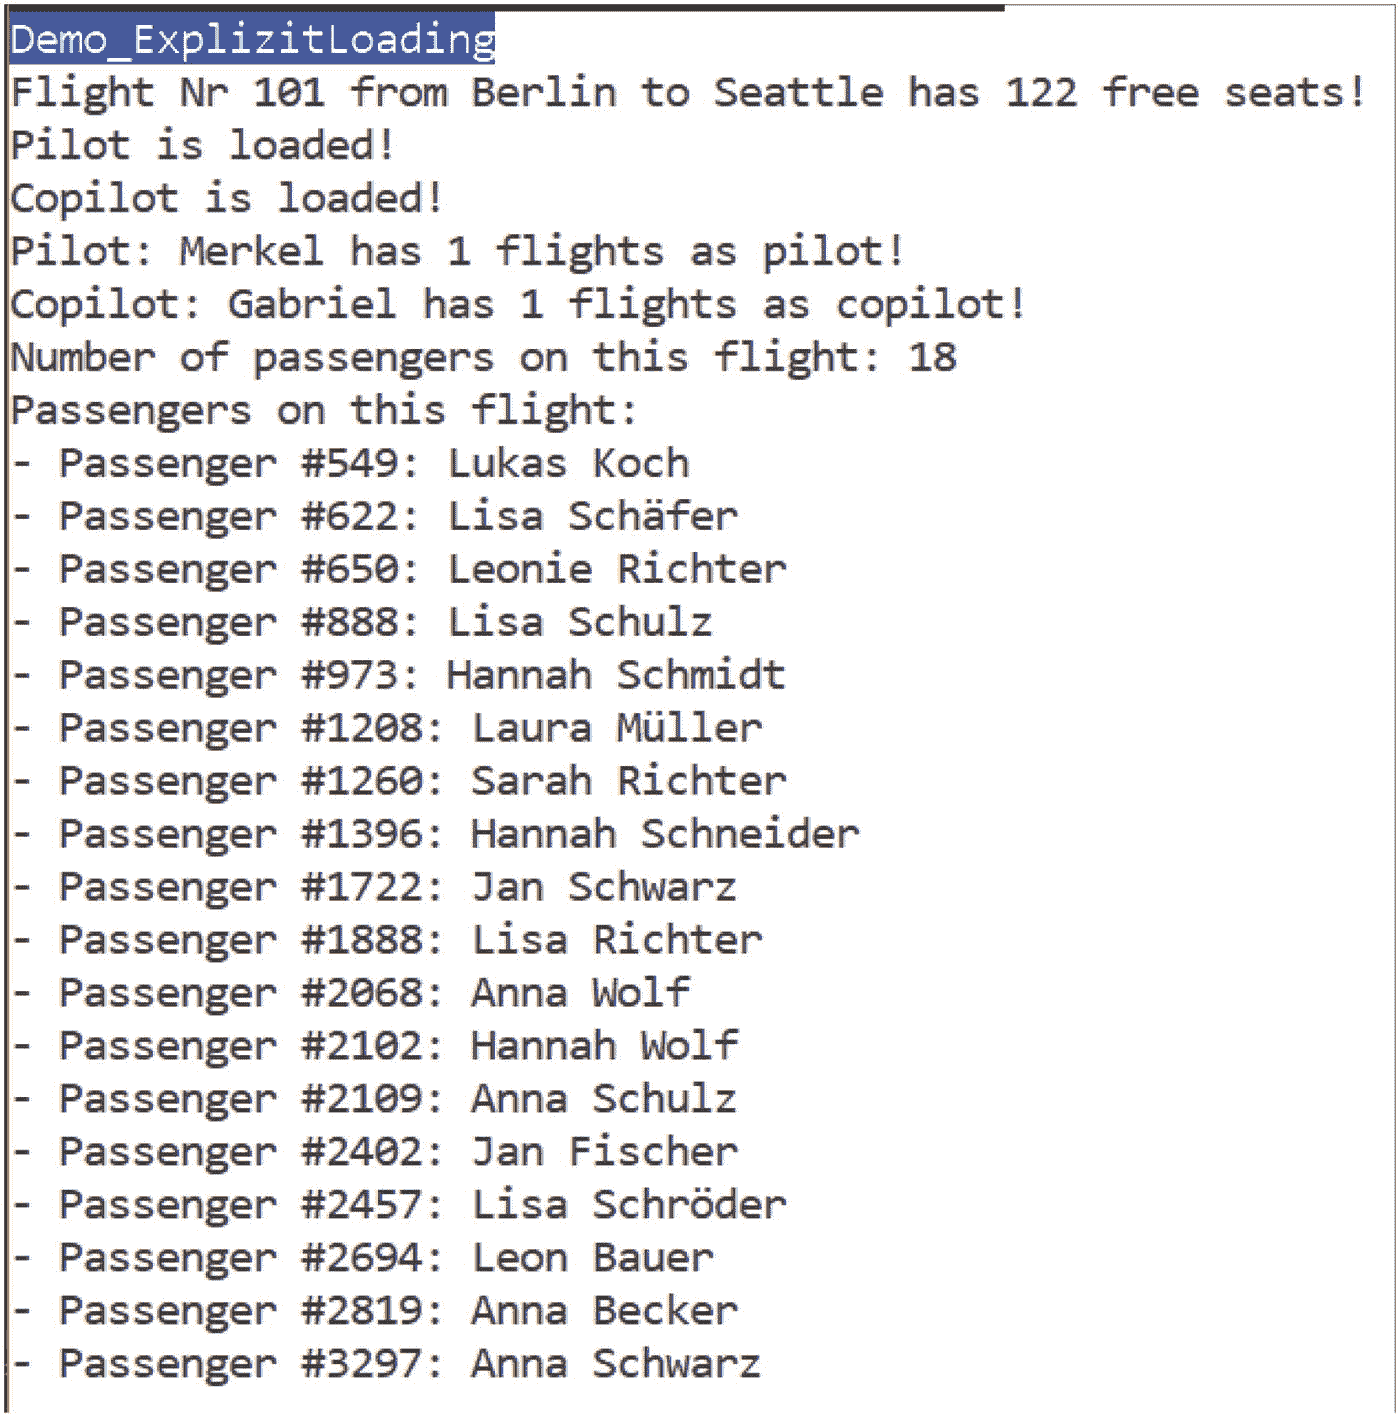 Demo_ExplizitLoading
Flight Nr 101 from Berlin to Seattle has 122 free seats!
Pilot is loaded!
Copilot is loaded!
Pilot: Merkel has 1 flights as pilot!
Copilot: Gabriel has 1 flights as copilot!
Number of passengers on this flight: 18
Passengers on this flight:
- Passenger #549: Lukas Koch
- Passenger #622: Lisa Schäfer
- Passenger #650: Leonie Richter
- Passenger #888: Lisa Schulz
- Passenger #973: Hannah Schmidt
- Passenger #1208: Laura Müller
- Passenger #1260: Sarah Richter
- Passenger #1396: Hannah Schneider
- Passenger #1722: Jan Schwarz
- Passenger #1888: Lisa Richter
- Passenger #2068: Anna Wolf
- Passenger #2102: Hannah Wolf
- Passenger #2109: Anna Schulz
- Passenger #2402: Jan Fischer
- Passenger #2457: Lisa Schröder
- Passenger #2694: Leon Bauer
- Passenger #2819: Anna Becker
- Passenger #3297: Anna Schwarz